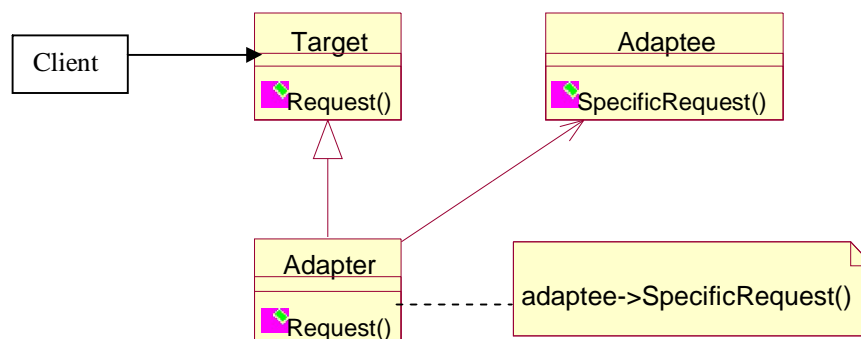 Client
Target
Request()
Adaptee
SpecificRequest()
Adapter
Request()
adaptee->SpecificRequest()